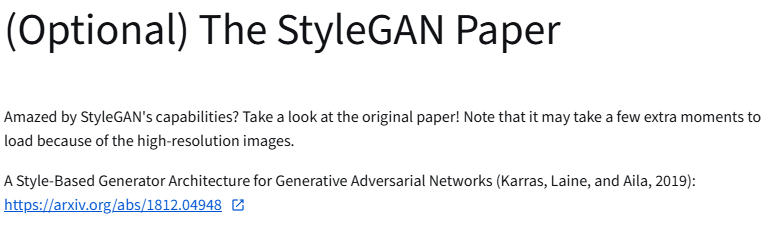 (Optional) The StyleGAN Paper
Amazed by StyleGAN's capabilities? Take a look at the original paper! Note that it may take a few extra moments to
load because of the high-resolution images.
A Style-Based Generator Architecture for Generative Adversarial Networks (Karras, Laine, and Aila, 2019):
https://arxiv.org/abs/1812.04948